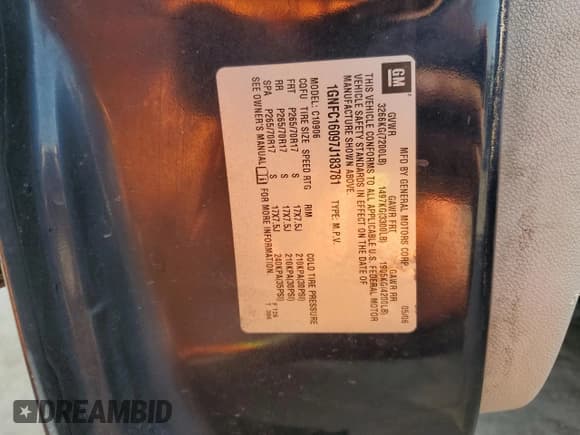 GM
MFD BY GENERAL MOTORS CORP. 05/06
GVWR GAWR FRT GAWR RR
3266KG(7200LB) 1497KG(3300LB) 1905KG(4200LB)
THIS VEHICLE CONFORMS TO ALL APPLICABLE U.S. FEDERAL MOTOR
VEHICLE SAFETY STANDARDS IN EFFECT ON THE DATE OF
MANUFACTURE SHOWN ABOVE.
1GNFC16097J183781 TYPE: M.P.V.
MODEL: C10906
COFU TIRE SIZE SPEED RTG RIM COLD TIRE PRESSURE
FRT P265/70R17 S 17X7.5J 210KPA(30PSI)
RR P265/70R17 S 17X7.5J 210KPA(30PSI)
SPA P265/70R17 S 17X7.5J 240KPA(35PSI)
SEE OWNER'S MANUAL FOR MORE INFORMATION
DREAMBID